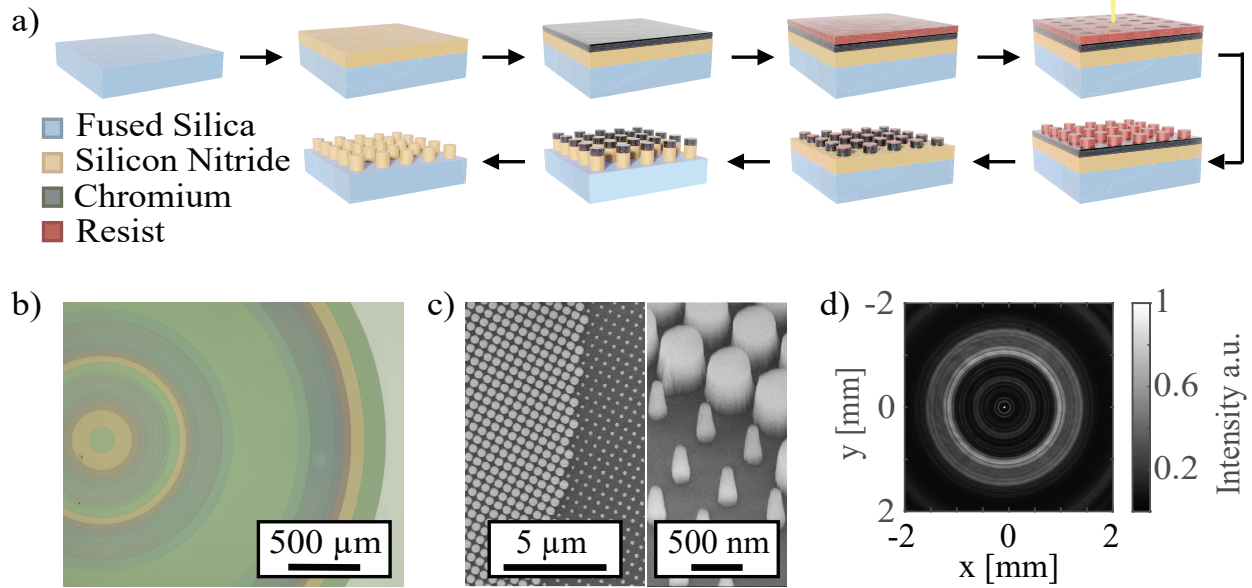 a)
Fused Silica
Silicon Nitride
Chromium
Resist
b)
500 µm
c)
5 µm
500 nm
d)
-2
0
2
y [mm]
-2
0
2
x [mm]
1
0.6
0.2
Intensity a.u.